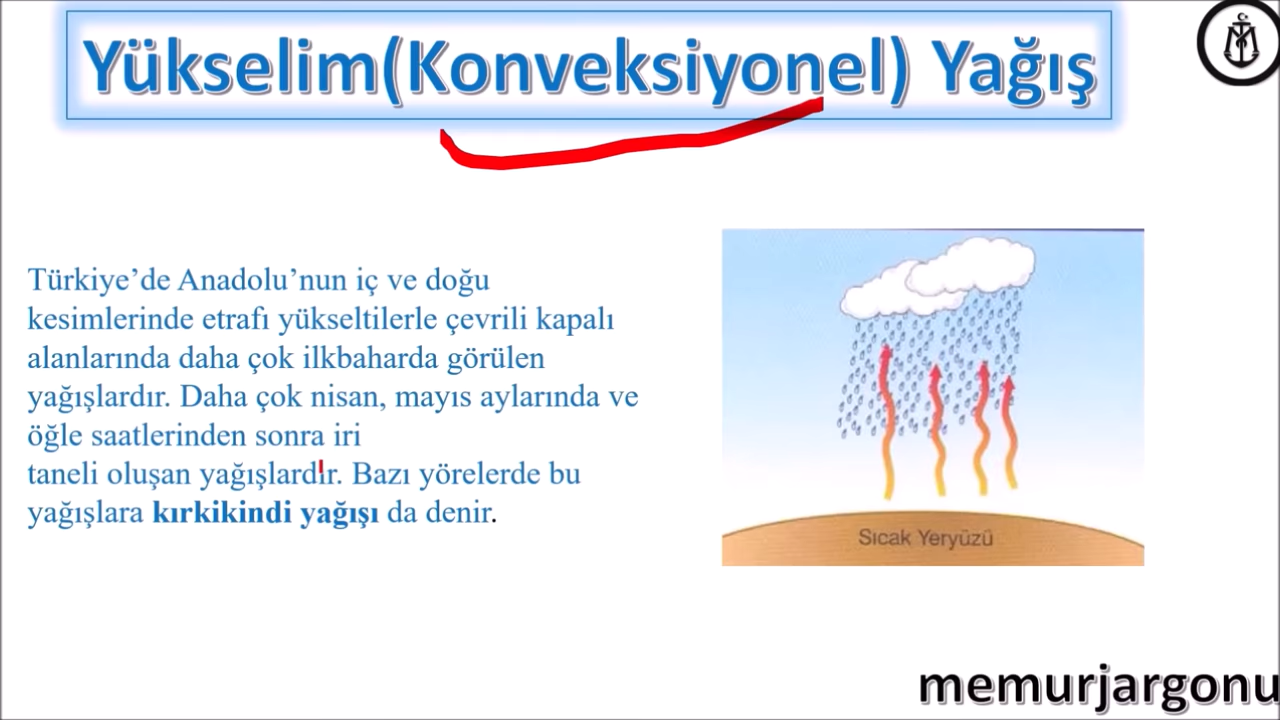 Yükselim(Konveksiyonel) Yağış
Türkiye’de Anadolu’nun iç ve doğu
kesimlerinde etrafı yükseltilerle çevrili kapalı
alanlarında daha çok ilkbaharda görülen
yağışlardır. Daha çok nisan, mayıs aylarında ve
öğle saatlerinden sonra iri
taneli oluşan yağışlardır. Bazı yörelerde bu
yağışlara kırkikindi yağışı da denir.
Sıcak Yeryüzü
memurjargonu